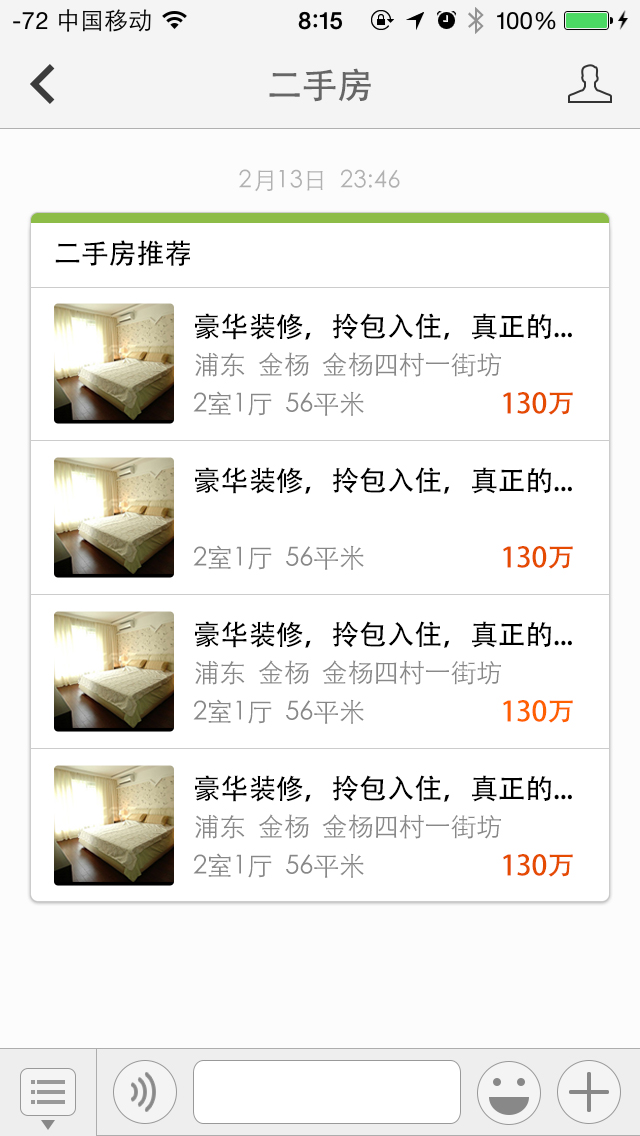 -72 中国移动 8:15 100%
二手房
2月13日 23:46
二手房推荐
豪华装修，拎包入住，真正的...
浦东 金杨 金杨四村一街坊
2室1厅 56平米 130万
豪华装修，拎包入住，真正的...
2室1厅 56平米 130万
豪华装修，拎包入住，真正的...
浦东 金杨 金杨四村一街坊
2室1厅 56平米 130万
豪华装修，拎包入住，真正的...
浦东 金杨 金杨四村一街坊
2室1厅 56平米 130万